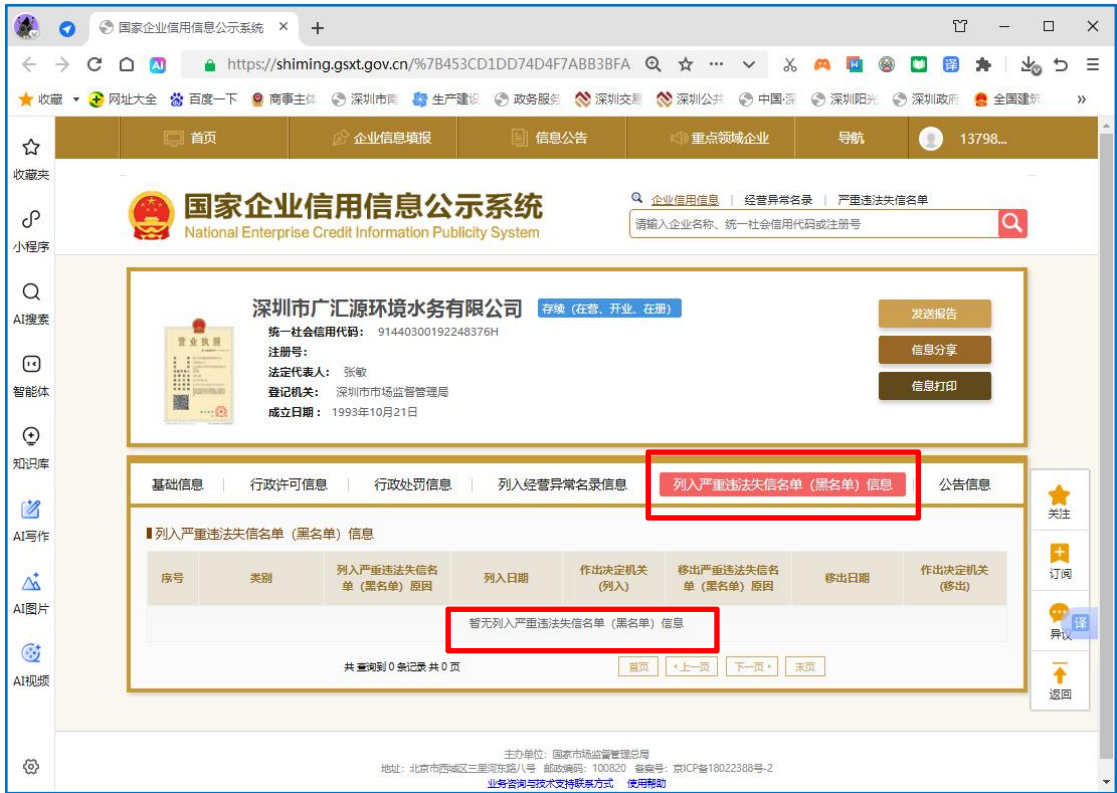 国家企业信用信息公示系统
https://shiming.gsxt.gov.cn/%7B453CD1DD74D4F7ABB3BFA
收藏 网址大全 百度一下 商事主体 深圳市 生产建设 政务服务 深圳交易 深圳公共 中国·深 深圳阳光 深圳政府 全国建筑 »
首页 企业信息填报 信息公告 重点领域企业 导航 13798...
收藏夹
小程序
AI搜索
智能体
知识库
AI写作
AI图片
AI视频
国家企业信用信息公示系统
National Enterprise Credit Information Publicity System
企业信用信息 | 经营异常名录 | 严重违法失信名单
请输入企业名称、统一社会信用代码或注册号
营业执照
深圳市广汇源环境水务有限公司 存续（在营、开业、在册）
统一社会信用代码： 91440300192248376H
注册号：
法定代表人： 张敏
登记机关： 深圳市市场监督管理局
成立日期： 1993年10月21日
发送报告
信息分享
信息打印
基础信息 | 行政许可信息 | 行政处罚信息 | 列入经营异常名录信息 | 列入严重违法失信名单（黑名单）信息 | 公告信息
列入严重违法失信名单（黑名单）信息
序号 类别 列入严重违法失信名单（黑名单）原因 列入日期 作出决定机关(列入) 移出严重违法失信名单（黑名单）原因 移出日期 作出决定机关(移出)
暂无列入严重违法失信名单（黑名单）信息
共 查询到 0 条记录 共 0 页 首页 上一页 下一页 末页
关注
订阅
异议
译
返回
主办单位：国家市场监督管理总局
地址：北京市西城区三里河东路八号 邮政编码：100820 备案号：京ICP备18022388号-2
业务咨询与技术支持联系方式 使用帮助